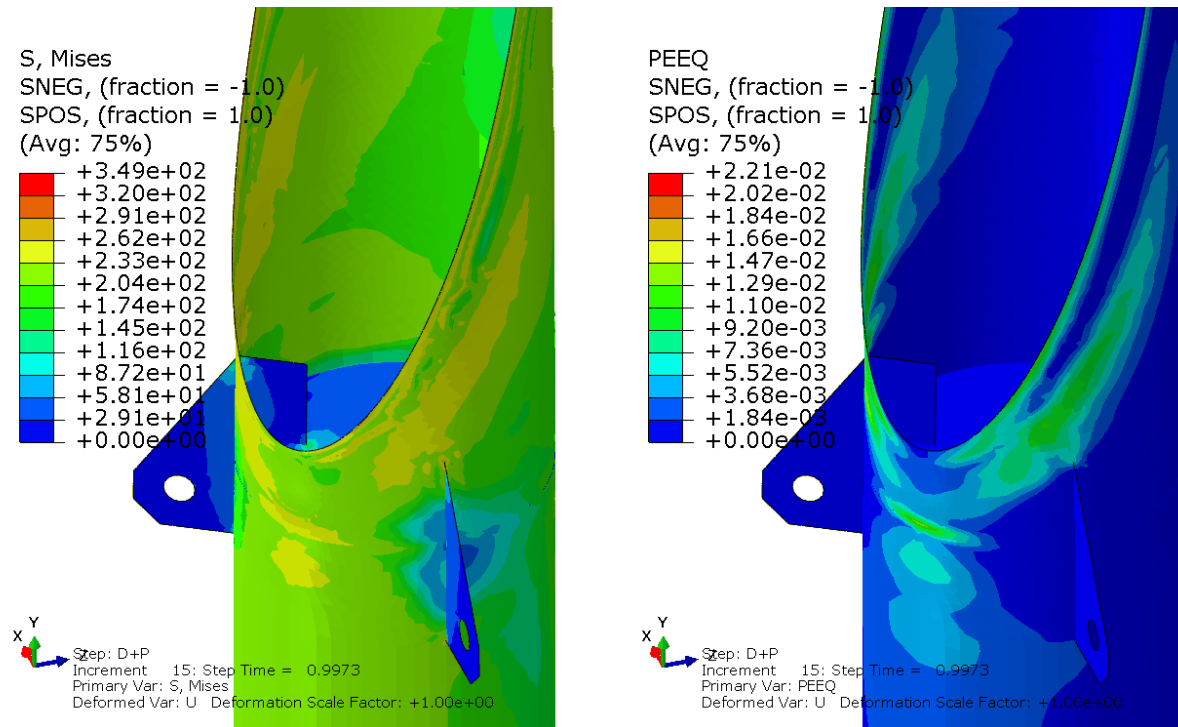 S, Mises
SNEG, (fraction = -1.0)
SPOS, (fraction = 1.0)
(Avg: 75%)
+3.49e+02
+3.20e+02
+2.91e+02
+2.62e+02
+2.33e+02
+2.04e+02
+1.74e+02
+1.45e+02
+1.16e+02
+8.72e+01
+5.81e+01
+2.91e+01
+0.00e+00
Y
X
Z
Step: D+P
Increment 15: Step Time = 0.9973
Primary Var: S, Mises
Deformed Var: U Deformation Scale Factor: +1.00e+00
PEEQ
SNEG, (fraction = -1.0)
SPOS, (fraction = 1.0)
(Avg: 75%)
+2.21e-02
+2.02e-02
+1.84e-02
+1.66e-02
+1.47e-02
+1.29e-02
+1.10e-02
+9.20e-03
+7.36e-03
+5.52e-03
+3.68e-03
+1.84e-03
+0.00e+00
Y
X
Z
Step: D+P
Increment 15: Step Time = 0.9973
Primary Var: PEEQ
Deformed Var: U Deformation Scale Factor: +1.00e+00